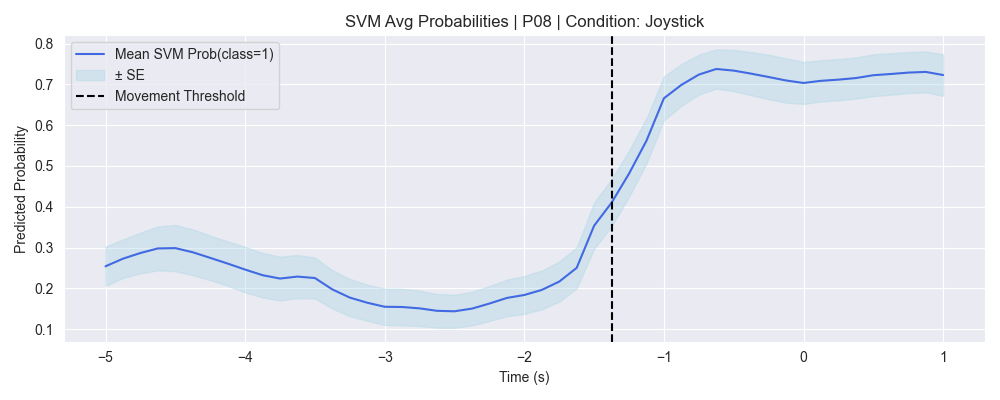 SVM Avg Probabilities | P08 | Condition: Joystick
Mean SVM Prob(class=1)
± SE
Movement Threshold
Predicted Probability
0.8
0.7
0.6
0.5
0.4
0.3
0.2
0.1
−5
−4
−3
−2
−1
0
1
Time (s)